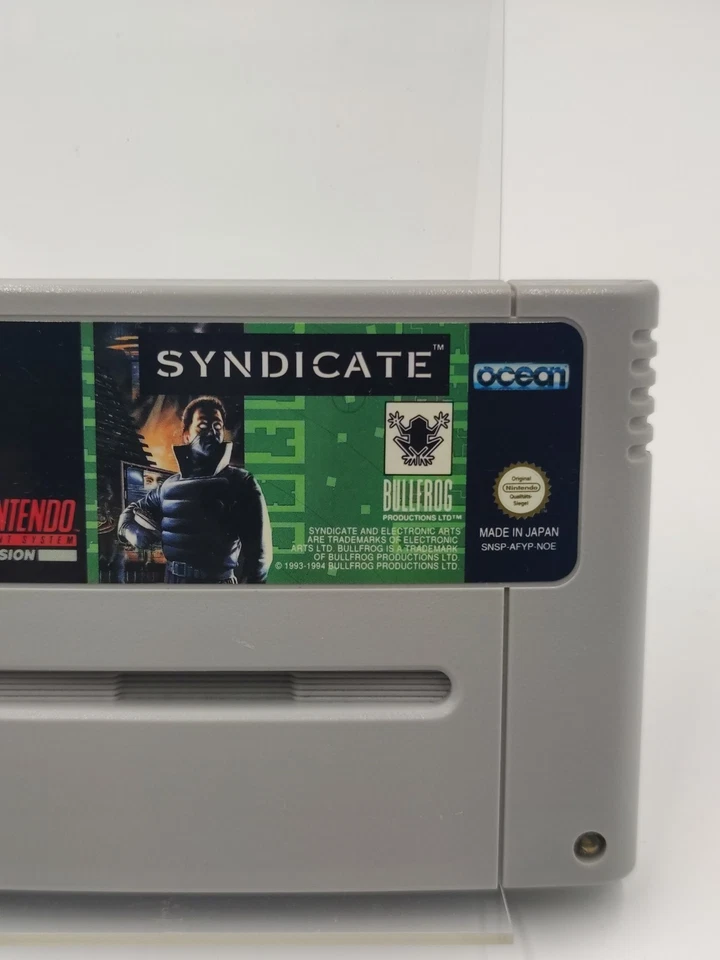 SYNDICATE™
ocean
NINTENDO
BULLFROG
PRODUCTIONS LTD™
SYNDICATE AND ELECTRONIC ARTS
ARE TRADEMARKS OF ELECTRONIC
ARTS LTD. BULLFROG IS A TRADEMARK
OF BULLFROG PRODUCTIONS LTD.
© 1993-1994 BULLFROG PRODUCTIONS LTD.
Original
Nintendo
Qualitäts-
Siegel
MADE IN JAPAN
SNSP-AFYP-NOE